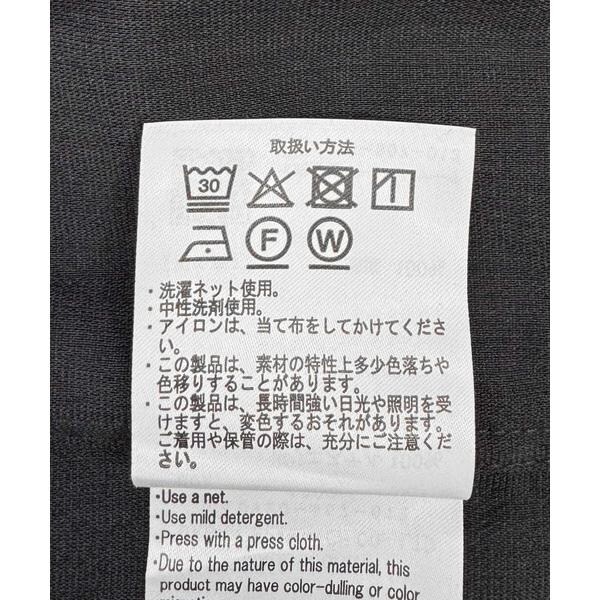 取扱い方法
30
F W
・洗濯ネット使用。
・中性洗剤使用。
・アイロンは、当て布をしてかけてくださ
い。
・この製品は、素材の特性上多少色落ちや
色移りすることがあります。
・この製品は、長時間強い日光や照明を受
けますと、変色するおそれがあります。
ご着用や保管の際は、充分にご注意くだ
さい。
・Use a net.
・Use mild detergent.
・Press with a press cloth.
・Due to the nature of this material, this
product may have color-dulling or color